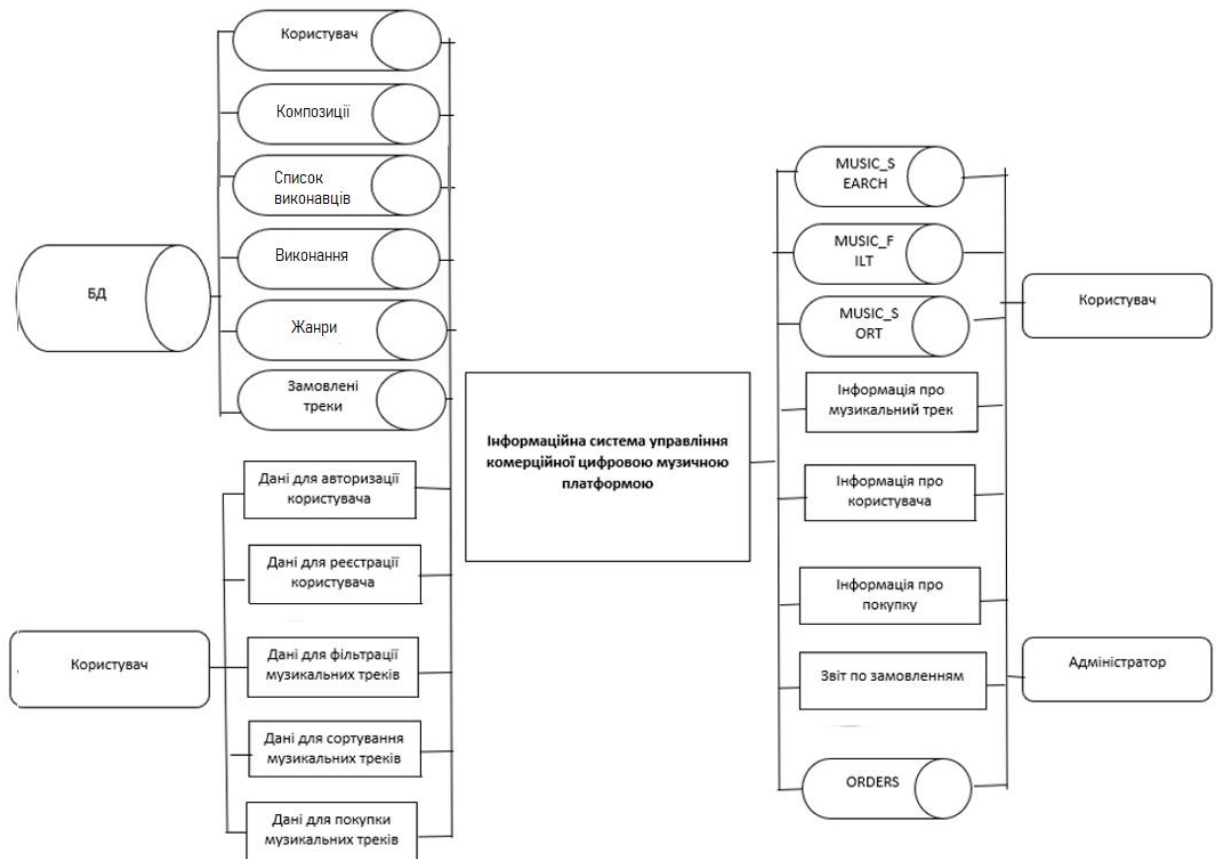 Користувач
Композиції
Список
виконавців
Виконання
Жанри
Замовлені
треки
БД
Дані для авторизації
користувача
Дані для реєстрації
користувача
Дані для фільтрації
музикальних треків
Дані для сортування
музикальних треків
Дані для покупки
музикальних треків
Користувач
Інформаційна система управління
комерційної цифровою музичною
платформою
MUSIC_S
EARCH
MUSIC_F
ILT
MUSIC_S
ORT
Інформація про
музикальний трек
Інформація про
користувача
Інформація про
покупку
Звіт по замовленням
ORDERS
Користувач
Адміністратор